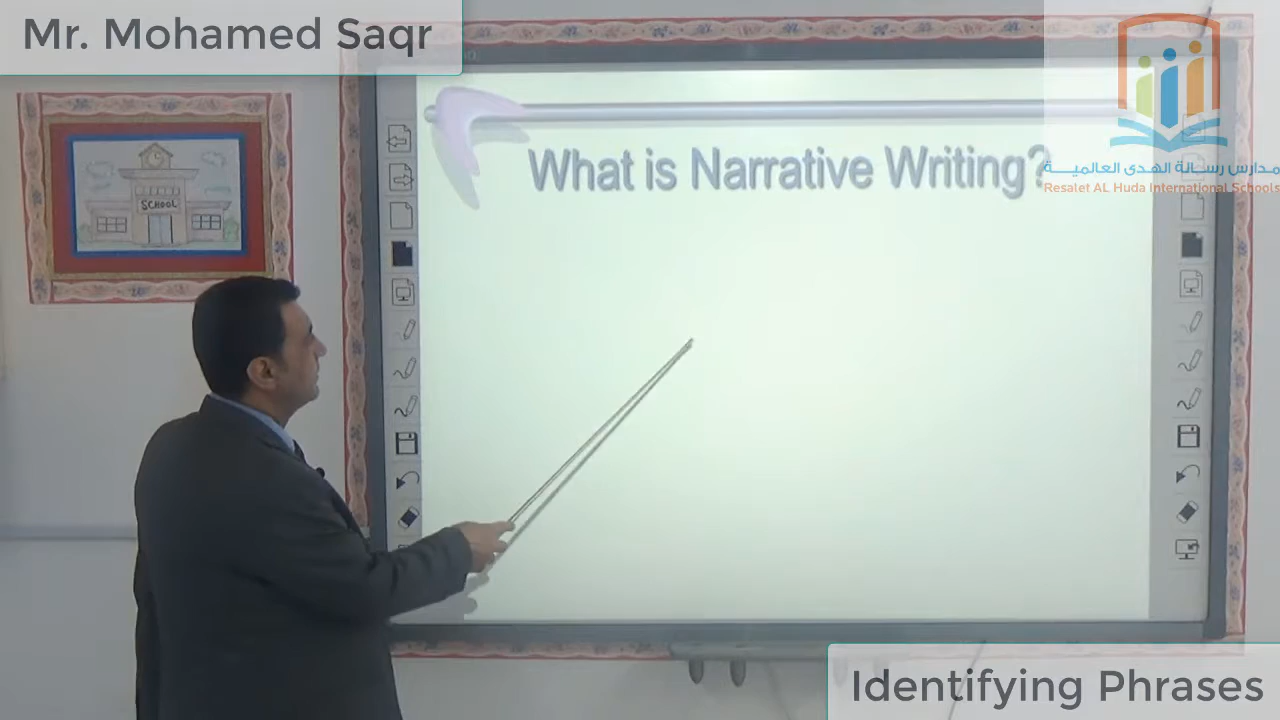 Mr. Mohamed Saqr
SCHOOL
What is Narrative Writing?
مدارس رسالة الهدى العالمية
Resalet AL Huda International Schools
Identifying Phrases